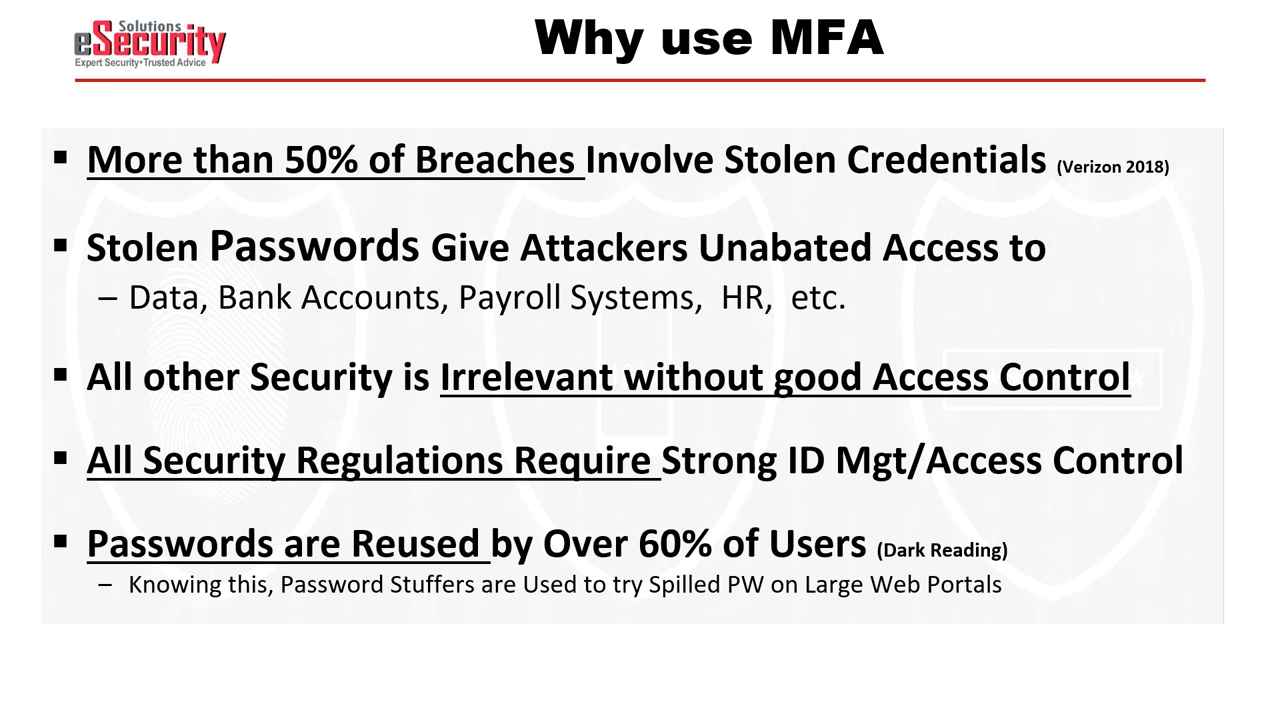 Solutions
eSecurity
Expert Security•Trusted Advice
Why use MFA
▪ More than 50% of Breaches Involve Stolen Credentials (Verizon 2018)
▪ Stolen Passwords Give Attackers Unabated Access to
– Data, Bank Accounts, Payroll Systems, HR, etc.
▪ All other Security is Irrelevant without good Access Control
▪ All Security Regulations Require Strong ID Mgt/Access Control
▪ Passwords are Reused by Over 60% of Users (Dark Reading)
– Knowing this, Password Stuffers are Used to try Spilled PW on Large Web Portals